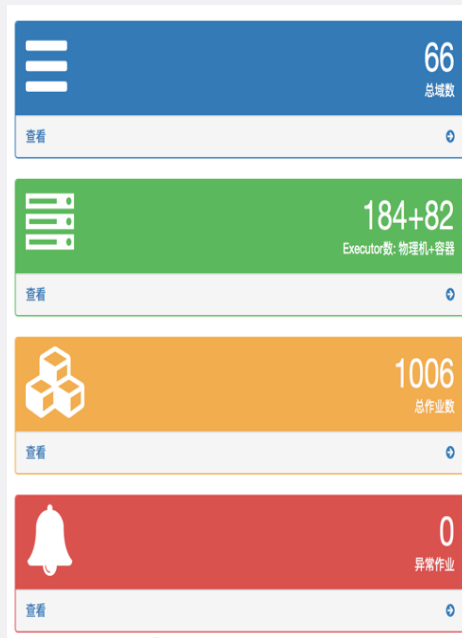 66
总域数
查看
184+82
Executor数: 物理机+容器
查看
1006
总作业数
查看
0
异常作业
查看